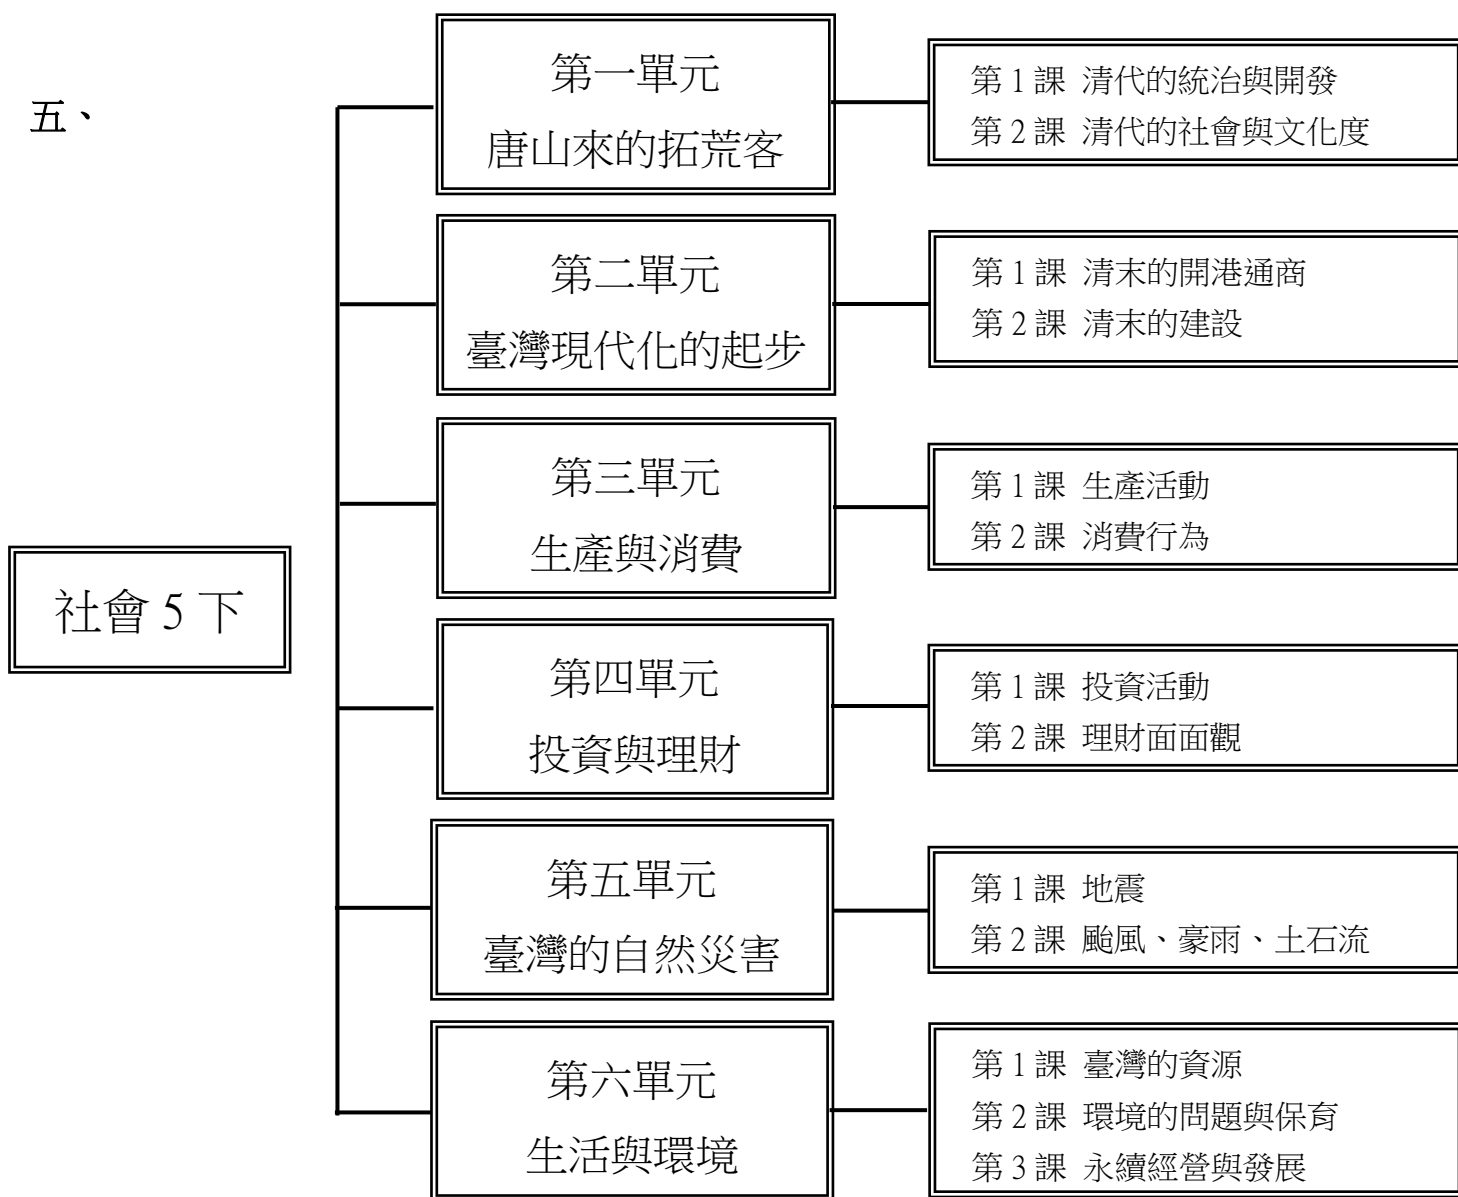 五、
社會 5 下
第一單元
唐山來的拓荒客
第 1 課 清代的統治與開發
第 2 課 清代的社會與文化度
第二單元
臺灣現代化的起步
第 1 課 清末的開港通商
第 2 課 清末的建設
第三單元
生產與消費
第 1 課 生產活動
第 2 課 消費行為
第四單元
投資與理財
第 1 課 投資活動
第 2 課 理財面面觀
第五單元
臺灣的自然災害
第 1 課 地震
第 2 課 颱風、豪雨、土石流
第六單元
生活與環境
第 1 課 臺灣的資源
第 2 課 環境的問題與保育
第 3 課 永續經營與發展